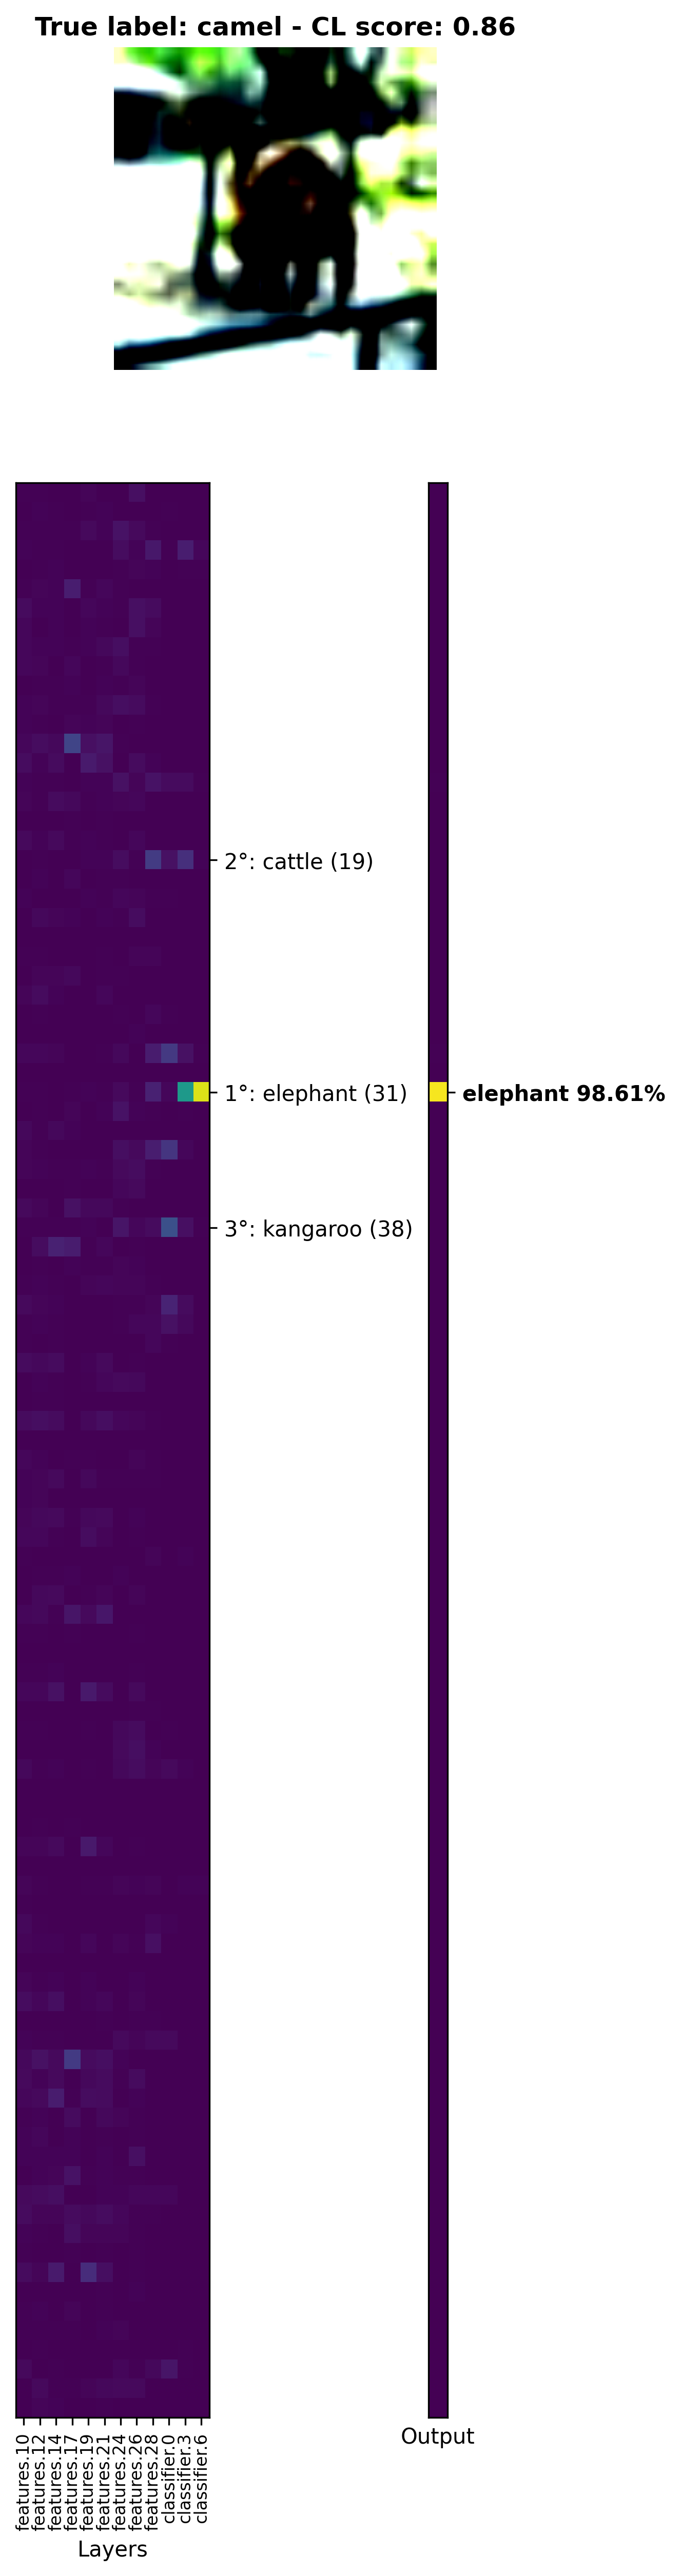 True label: camel - CL score: 0.86
2°: cattle (19)
1°: elephant (31)
elephant 98.61%
3°: kangaroo (38)
Output
features.10
features.12
features.14
features.17
features.19
features.21
features.24
features.26
features.28
classifier.0
classifier.3
classifier.6
Layers